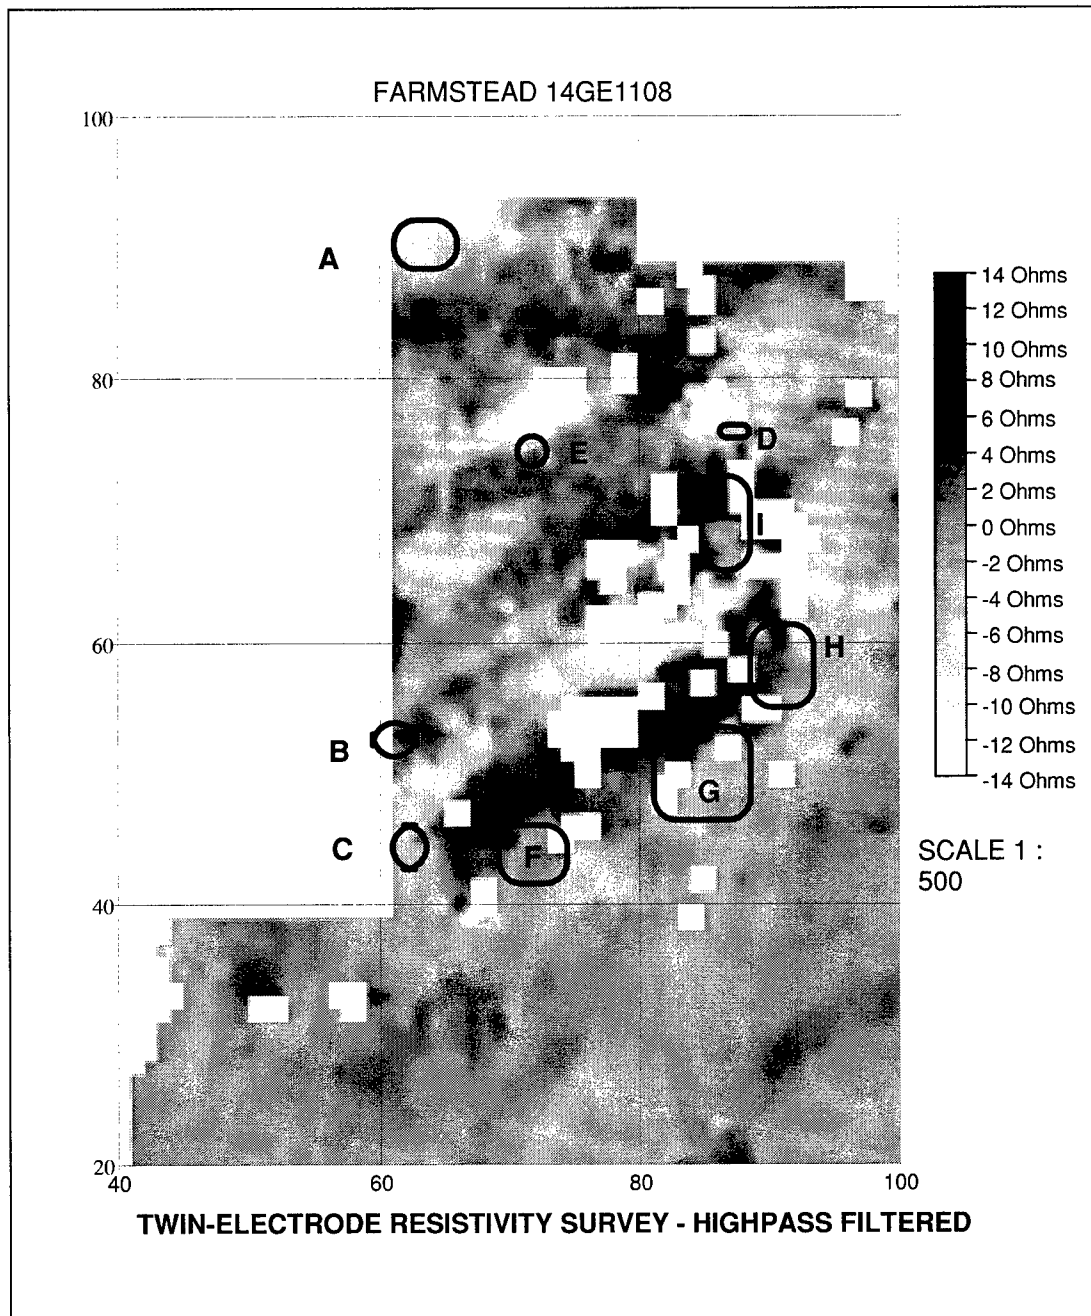 FARMSTEAD 14GE1108
100
80
60
40
20
40
60
80
100
A
B
C
D
E
F
G
H
I
14 Ohms
12 Ohms
10 Ohms
8 Ohms
6 Ohms
4 Ohms
2 Ohms
0 Ohms
-2 Ohms
-4 Ohms
-6 Ohms
-8 Ohms
-10 Ohms
-12 Ohms
-14 Ohms
SCALE 1 :
500
TWIN-ELECTRODE RESISTIVITY SURVEY - HIGHPASS FILTERED